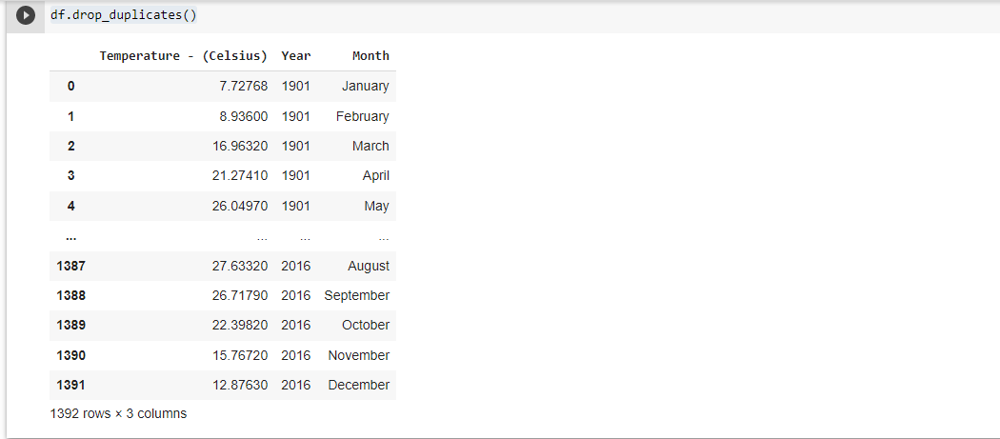 df.drop_duplicates()
Temperature - (Celsius) Year Month
0 7.72768 1901 January
1 8.93600 1901 February
2 16.96320 1901 March
3 21.27410 1901 April
4 26.04970 1901 May
... ... ... ...
1387 27.63320 2016 August
1388 26.71790 2016 September
1389 22.39820 2016 October
1390 15.76720 2016 November
1391 12.87630 2016 December
1392 rows × 3 columns